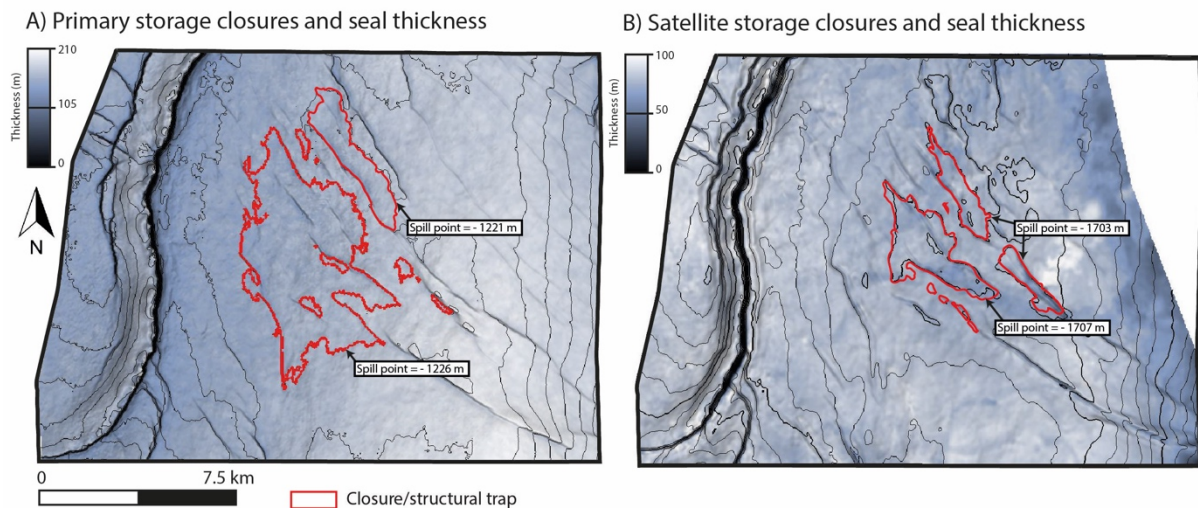 A) Primary storage closures and seal thickness
210
105
0
Thickness (m)
N
Spill point = - 1221 m
Spill point = - 1226 m
0
7.5 km
Closure/structural trap
B) Satellite storage closures and seal thickness
100
50
0
Thickness (m)
Spill point = - 1703 m
Spill point = - 1707 m